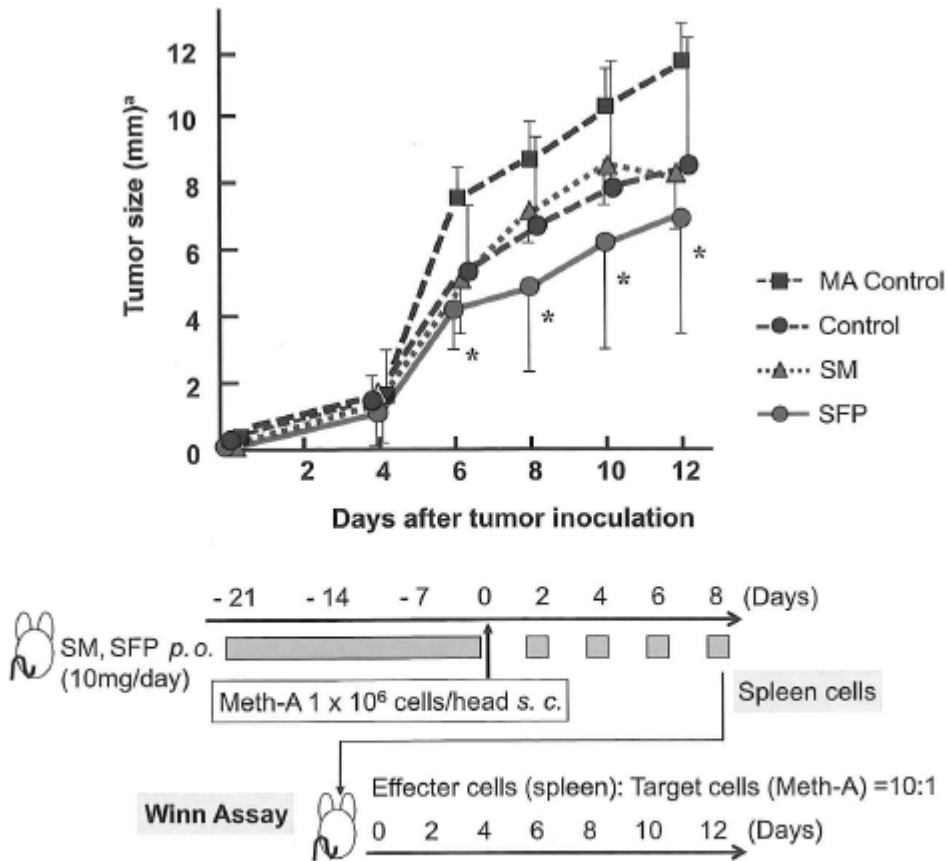 12
10
8
6
4
2
0
Tumor size (mm)ª
2 4 6 8 10 12
* * * *
Days after tumor inoculation
MA Control
Control
SM
SFP
- 21 - 14 - 7 0 2 4 6 8 (Days)
SM, SFP p.o.
(10mg/day)
Meth-A 1 x 10⁶ cells/head s. c.
Spleen cells
Effecter cells (spleen): Target cells (Meth-A) =10:1
Winn Assay
0 2 4 6 8 10 12 (Days)